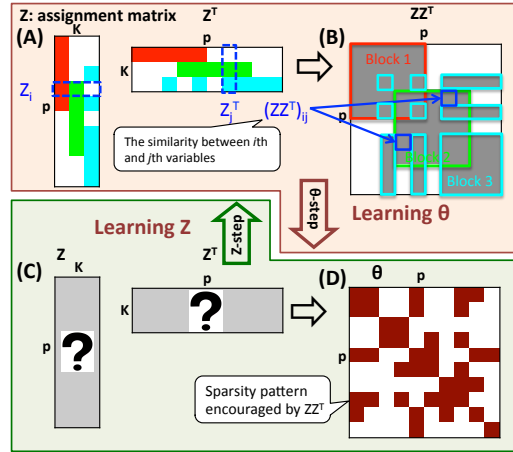 Z: assignment matrix
(A)
K
Z_i
p
Z^T
p
K
Z_j^T
(ZZ^T)_ij
The similarity between ith
and jth variables
ZZ^T
(B)
p
Block 1
p
Block 3
Learning θ
θ-step
Learning Z
Z-step
(C)
Z
K
p
?
Z^T
p
K
?
(D)
θ
p
p
Sparsity pattern
encouraged by ZZ^T